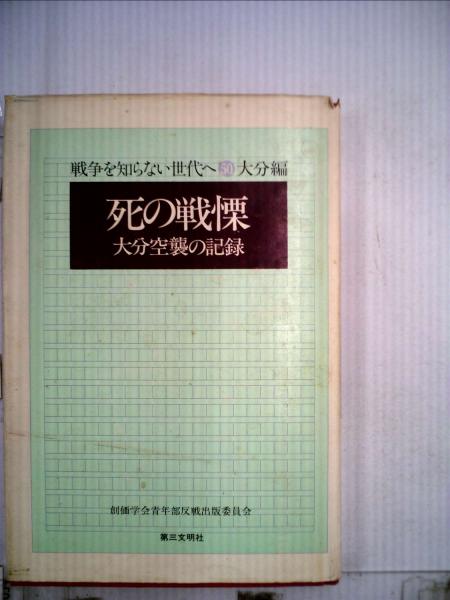 戦争を知らない世代へ 50 大分編
死の戦慄
大分空襲の記録
創価学会青年部反戦出版委員会
第三文明社